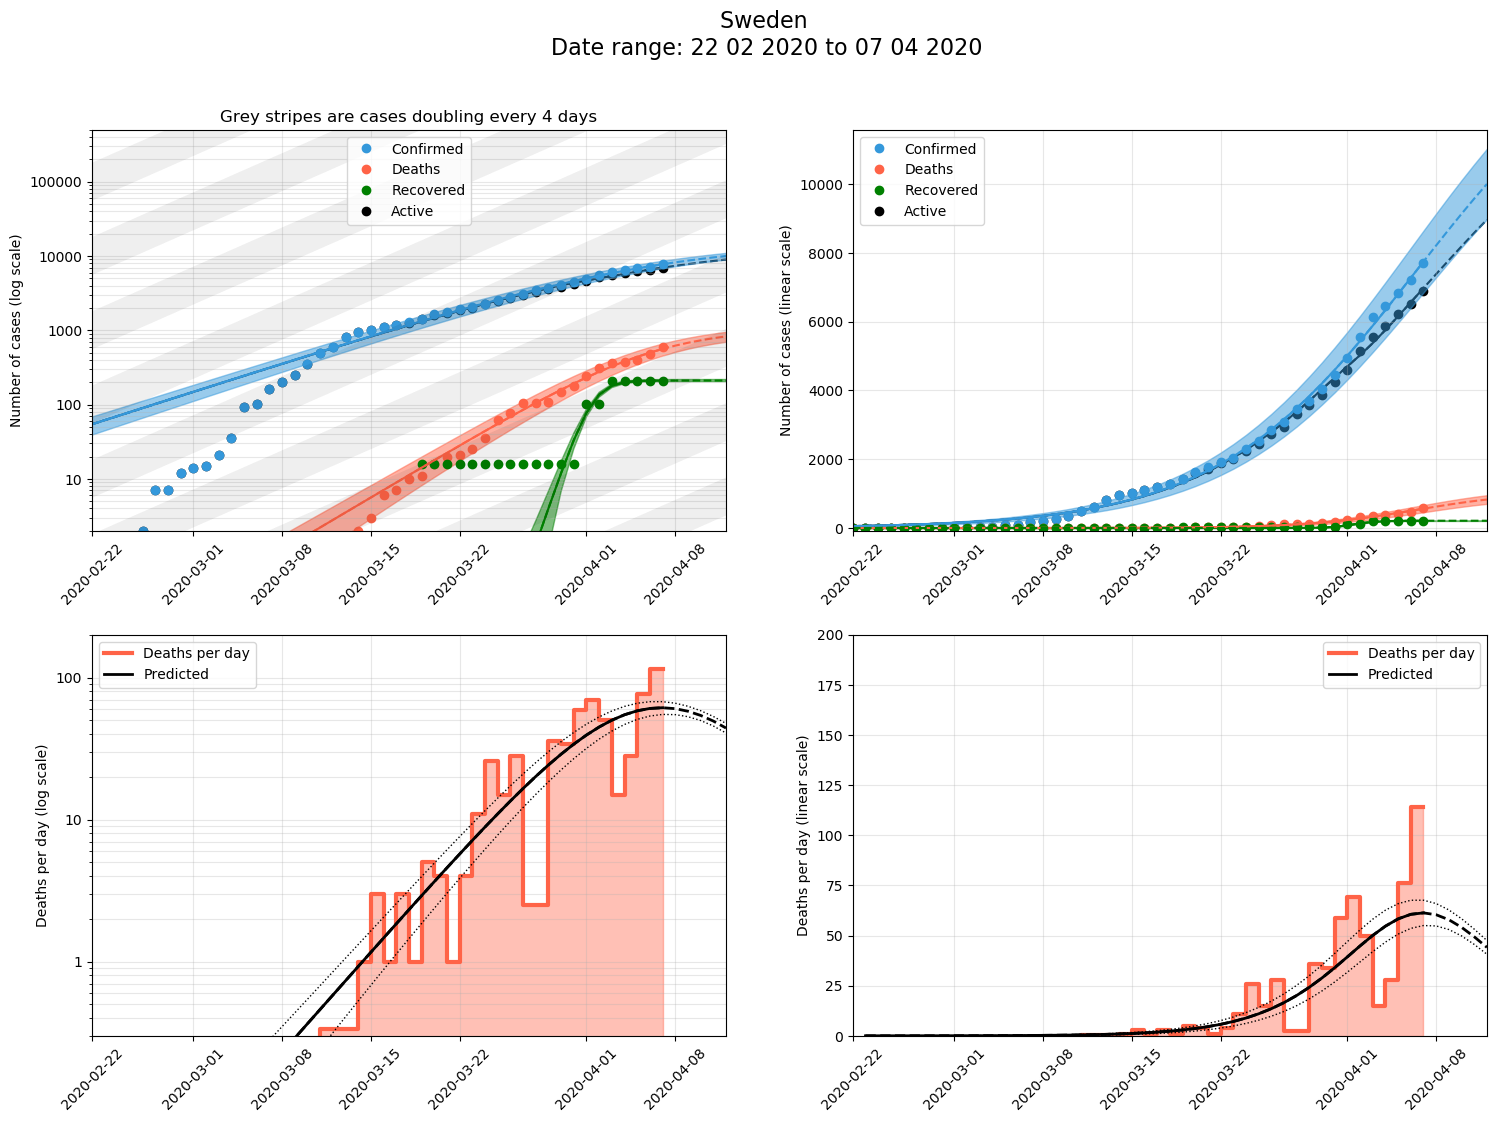 Sweden
Date range: 22 02 2020 to 07 04 2020
Grey stripes are cases doubling every 4 days
Number of cases (log scale)
100000
10000
1000
100
10
Confirmed
Deaths
Recovered
Active
2020-02-22
2020-03-01
2020-03-08
2020-03-15
2020-03-22
2020-04-01
2020-04-08
Number of cases (linear scale)
10000
8000
6000
4000
2000
0
Confirmed
Deaths
Recovered
Active
2020-02-22
2020-03-01
2020-03-08
2020-03-15
2020-03-22
2020-04-01
2020-04-08
Deaths per day (log scale)
100
10
1
Deaths per day
Predicted
2020-02-22
2020-03-01
2020-03-08
2020-03-15
2020-03-22
2020-04-01
2020-04-08
Deaths per day (linear scale)
200
175
150
125
100
75
50
25
0
Deaths per day
Predicted
2020-02-22
2020-03-01
2020-03-08
2020-03-15
2020-03-22
2020-04-01
2020-04-08